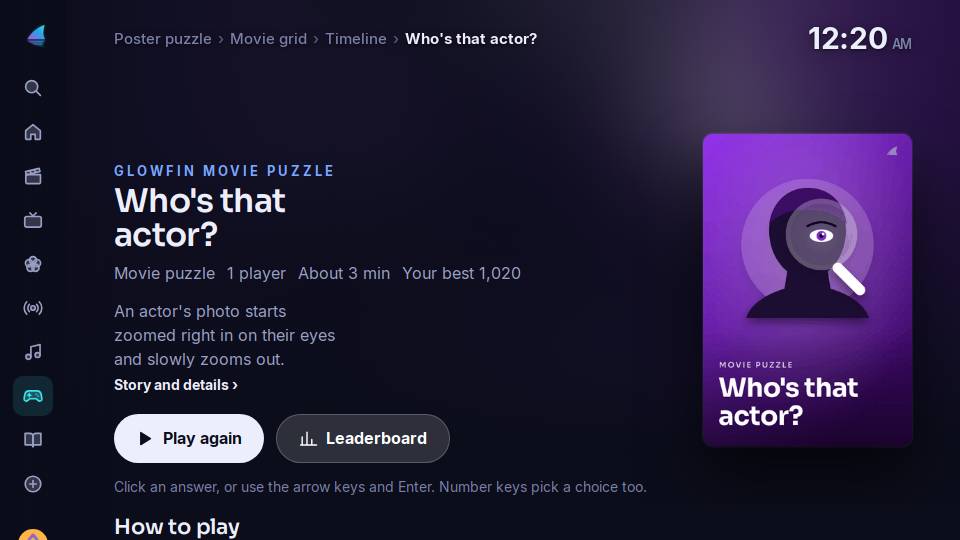 Poster puzzle › Movie grid › Timeline › Who's that actor?
12:20 AM
GLOWFIN MOVIE PUZZLE
Who's that
actor?
Movie puzzle 1 player About 3 min Your best 1,020
An actor's photo starts
zoomed right in on their eyes
and slowly zooms out.
Story and details ›
Play again
Leaderboard
Click an answer, or use the arrow keys and Enter. Number keys pick a choice too.
How to play
MOVIE PUZZLE
Who's that
actor?